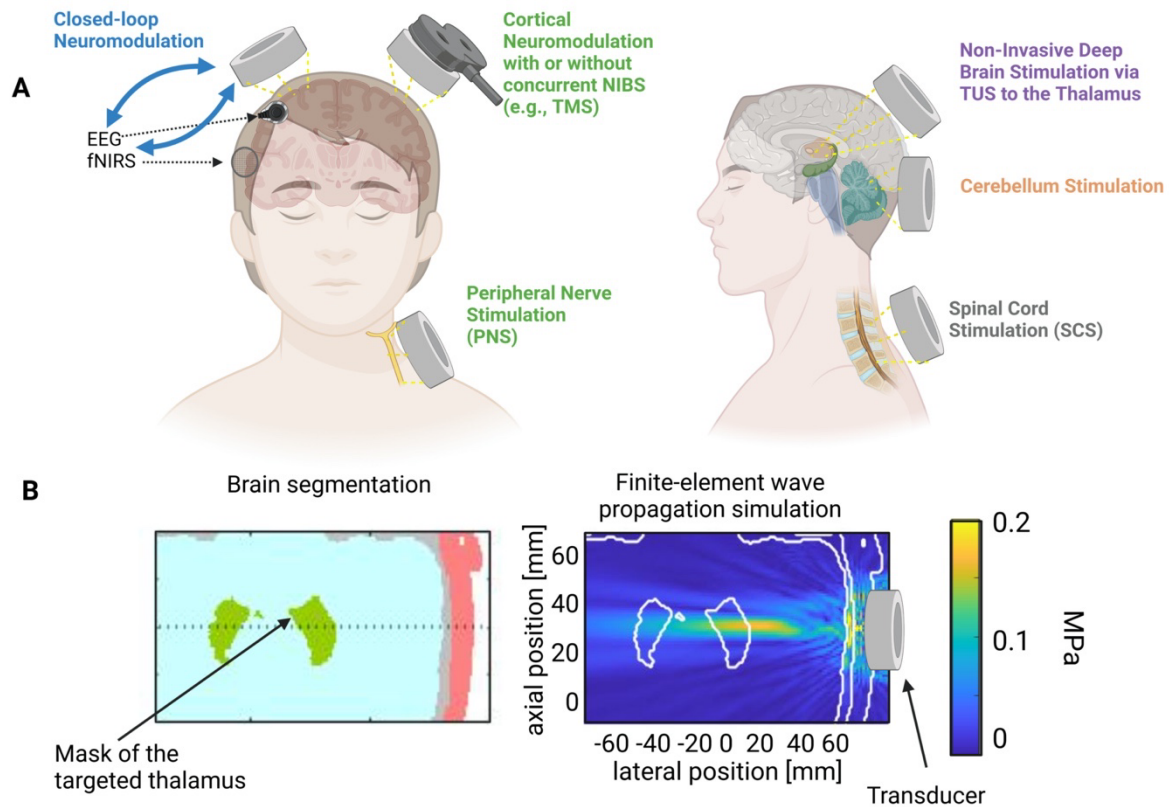 A
Closed-loop
Neuromodulation
EEG
fNIRS
Cortical
Neuromodulation
with or without
concurrent NIBS
(e.g., TMS)
Peripheral Nerve
Stimulation
(PNS)
Non-Invasive Deep
Brain Stimulation via
TUS to the Thalamus
Cerebellum Stimulation
Spinal Cord
Stimulation (SCS)
B
Brain segmentation
Mask of the
targeted thalamus
Finite-element wave
propagation simulation
axial position [mm]
60
40
20
0
-60 -40 -20 0 20 40 60
lateral position [mm]
Transducer
0.2
0.1
0
MPa